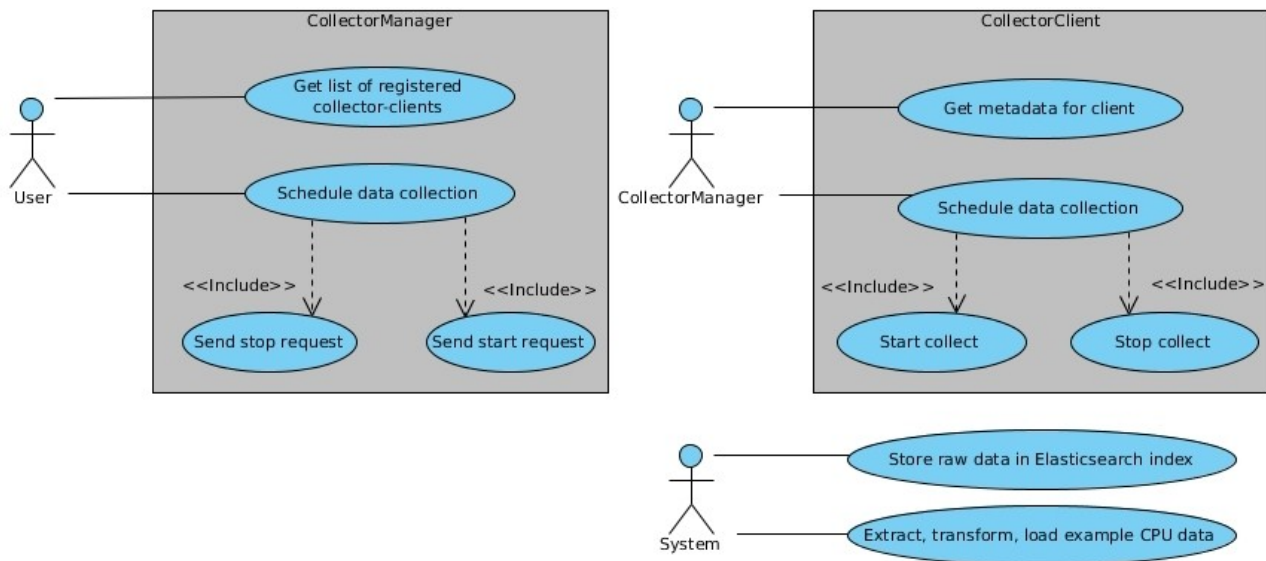 CollectorManager
Get list of registered
collector-clients
User
Schedule data collection
<<Include>>
<<Include>>
Send stop request
Send start request
CollectorClient
Get metadata for client
CollectorManager
Schedule data collection
<<Include>>
<<Include>>
Start collect
Stop collect
Store raw data in Elasticsearch index
System
Extract, transform, load example CPU data